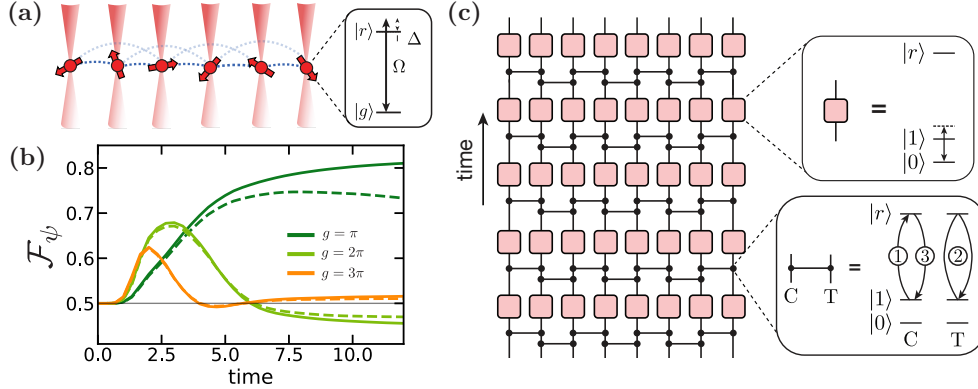 (a)
|r⟩
Δ
Ω
|g⟩
(b)
0.8
0.7
0.6
0.5
ℱψ
g = π
g = 2π
g = 3π
0.0
2.5
5.0
7.5
10.0
time
(c)
time
|r⟩
=
|1⟩
|0⟩
|r⟩
1
3
2
=
C T
|1⟩
|0⟩
C T